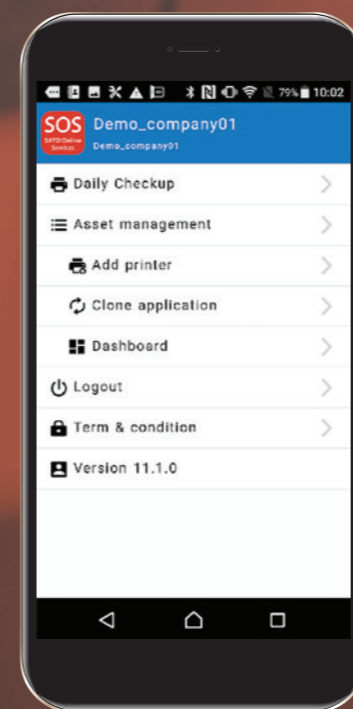 79% 10:02
SOS
SATO Online
Services
Demo_company01
Demo_company01
Daily Checkup
Asset management
Add printer
Clone application
Dashboard
Logout
Term & condition
Version 11.1.0